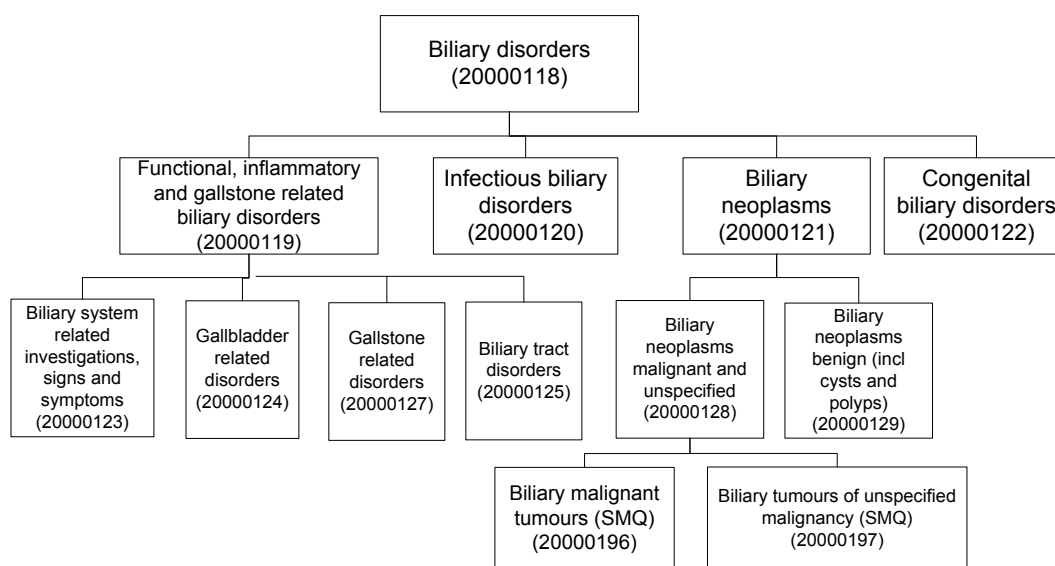 Biliary disorders
(20000118)
Functional, inflammatory
and gallstone related
biliary disorders
(20000119)
Infectious biliary
disorders
(20000120)
Biliary
neoplasms
(20000121)
Congenital
biliary disorders
(20000122)
Biliary system
related
investigations,
signs and
symptoms
(20000123)
Gallbladder
related
disorders
(20000124)
Gallstone
related
disorders
(20000127)
Biliary tract
disorders
(20000125)
Biliary
neoplasms
malignant and
unspecified
(20000128)
Biliary
neoplasms
benign (incl
cysts and
polyps)
(20000129)
Biliary malignant
tumours (SMQ)
(20000196)
Biliary tumours of unspecified
malignancy (SMQ)
(20000197)